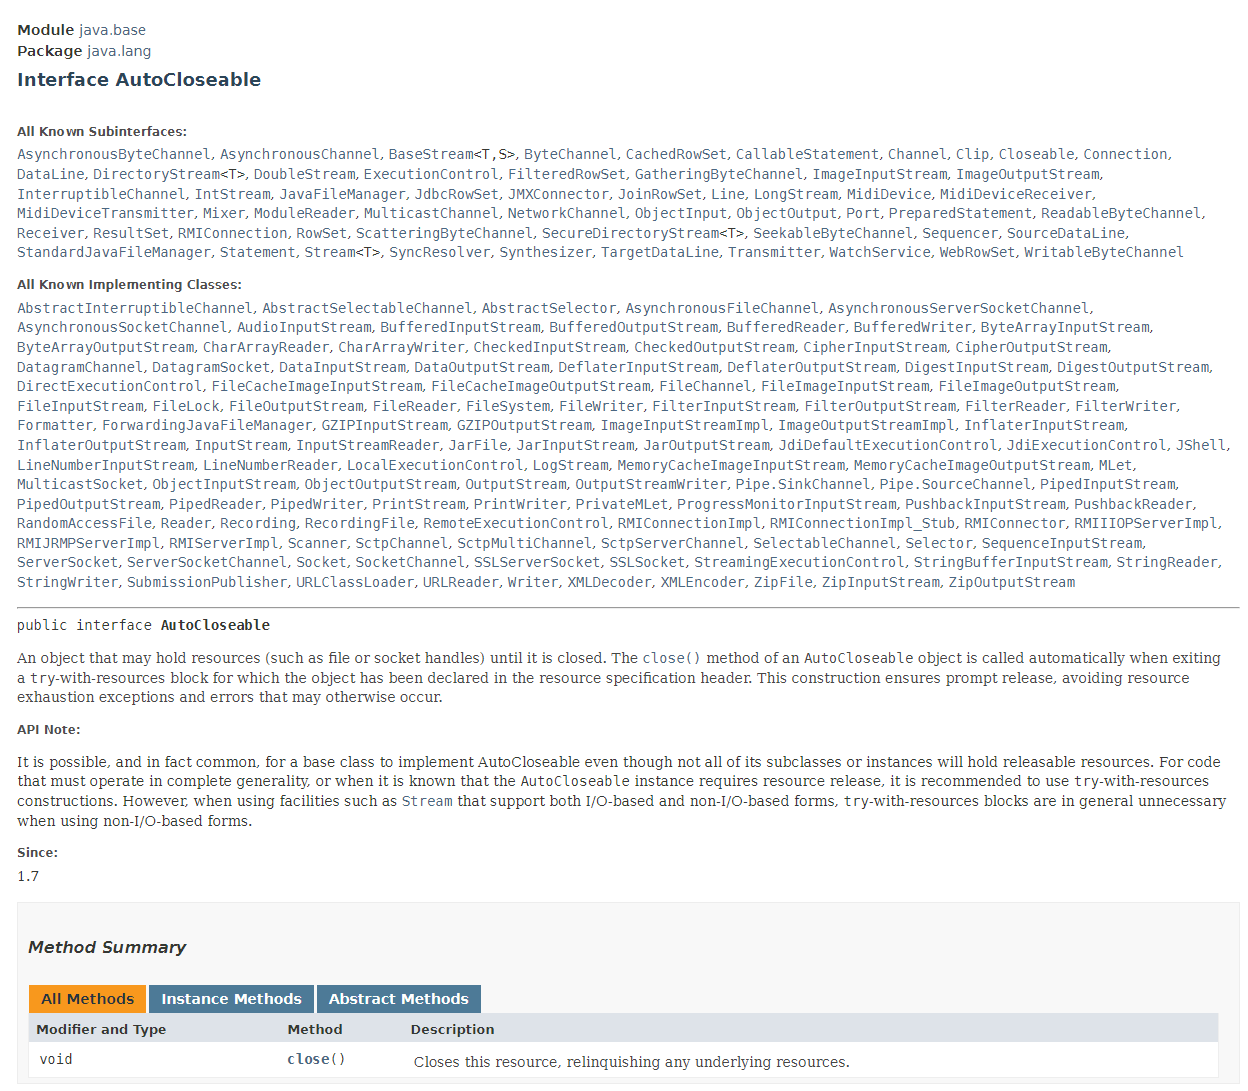 Module java.base
Package java.lang
Interface AutoCloseable
All Known Subinterfaces:
AsynchronousByteChannel, AsynchronousChannel, BaseStream<T,S>, ByteChannel, CachedRowSet, CallableStatement, Channel, Clip, Closeable, Connection,
DataLine, DirectoryStream<T>, DoubleStream, ExecutionControl, FilteredRowSet, GatheringByteChannel, ImageInputStream, ImageOutputStream,
InterruptibleChannel, IntStream, JavaFileManager, JdbcRowSet, JMXConnector, JoinRowSet, Line, LongStream, MidiDevice, MidiDeviceReceiver,
MidiDeviceTransmitter, Mixer, ModuleReader, MulticastChannel, NetworkChannel, ObjectInput, ObjectOutput, Port, PreparedStatement, ReadableByteChannel,
Receiver, ResultSet, RMIConnection, RowSet, ScatteringByteChannel, SecureDirectoryStream<T>, SeekableByteChannel, Sequencer, SourceDataLine,
StandardJavaFileManager, Statement, Stream<T>, SyncResolver, Synthesizer, TargetDataLine, Transmitter, WatchService, WebRowSet, WritableByteChannel
All Known Implementing Classes:
AbstractInterruptibleChannel, AbstractSelectableChannel, AbstractSelector, AsynchronousFileChannel, AsynchronousServerSocketChannel,
AsynchronousSocketChannel, AudioInputStream, BufferedInputStream, BufferedOutputStream, BufferedReader, BufferedWriter, ByteArrayInputStream,
ByteArrayOutputStream, CharArrayReader, CharArrayWriter, CheckedInputStream, CheckedOutputStream, CipherInputStream, CipherOutputStream,
DatagramChannel, DatagramSocket, DataInputStream, DataOutputStream, DeflaterInputStream, DeflaterOutputStream, DigestInputStream, DigestOutputStream,
DirectExecutionControl, FileCacheImageInputStream, FileCacheImageOutputStream, FileChannel, FileImageInputStream, FileImageOutputStream,
FileInputStream, FileLock, FileOutputStream, FileReader, FileSystem, FileWriter, FilterInputStream, FilterOutputStream, FilterReader, FilterWriter,
Formatter, ForwardingJavaFileManager, GZIPInputStream, GZIPOutputStream, ImageInputStreamImpl, ImageOutputStreamImpl, InflaterInputStream,
InflaterOutputStream, InputStream, InputStreamReader, JarFile, JarInputStream, JarOutputStream, JdiDefaultExecutionControl, JdiExecutionControl, JShell,
LineNumberInputStream, LineNumberReader, LocalExecutionControl, LogStream, MemoryCacheImageInputStream, MemoryCacheImageOutputStream, MLet,
MulticastSocket, ObjectInputStream, ObjectOutputStream, OutputStream, OutputStreamWriter, Pipe.SinkChannel, Pipe.SourceChannel, PipedInputStream,
PipedOutputStream, PipedReader, PipedWriter, PrintStream, PrintWriter, PrivateMLet, ProgressMonitorInputStream, PushbackInputStream, PushbackReader,
RandomAccessFile, Reader, Recording, RecordingFile, RemoteExecutionControl, RMIConnectionImpl, RMIConnectionImpl_Stub, RMIConnector, RMIIIOPServerImpl,
RMIJRMPServerImpl, RMIServerImpl, Scanner, SctpChannel, SctpMultiChannel, SctpServerChannel, SelectableChannel, Selector, SequenceInputStream,
ServerSocket, ServerSocketChannel, Socket, SocketChannel, SSLServerSocket, SSLSocket, StreamingExecutionControl, StringBufferInputStream, StringReader,
StringWriter, SubmissionPublisher, URLClassLoader, URLReader, Writer, XMLDecoder, XMLEncoder, ZipFile, ZipInputStream, ZipOutputStream
public interface AutoCloseable
An object that may hold resources (such as file or socket handles) until it is closed. The close() method of an AutoCloseable object is called automatically when exiting
a try-with-resources block for which the object has been declared in the resource specification header. This construction ensures prompt release, avoiding resource
exhaustion exceptions and errors that may otherwise occur.
API Note:
It is possible, and in fact common, for a base class to implement AutoCloseable even though not all of its subclasses or instances will hold releasable resources. For code
that must operate in complete generality, or when it is known that the AutoCloseable instance requires resource release, it is recommended to use try-with-resources
constructions. However, when using facilities such as Stream that support both I/O-based and non-I/O-based forms, try-with-resources blocks are in general unnecessary
when using non-I/O-based forms.
Since:
1.7
Method Summary
All Methods Instance Methods Abstract Methods
Modifier and Type Method Description
void close() Closes this resource, relinquishing any underlying resources.